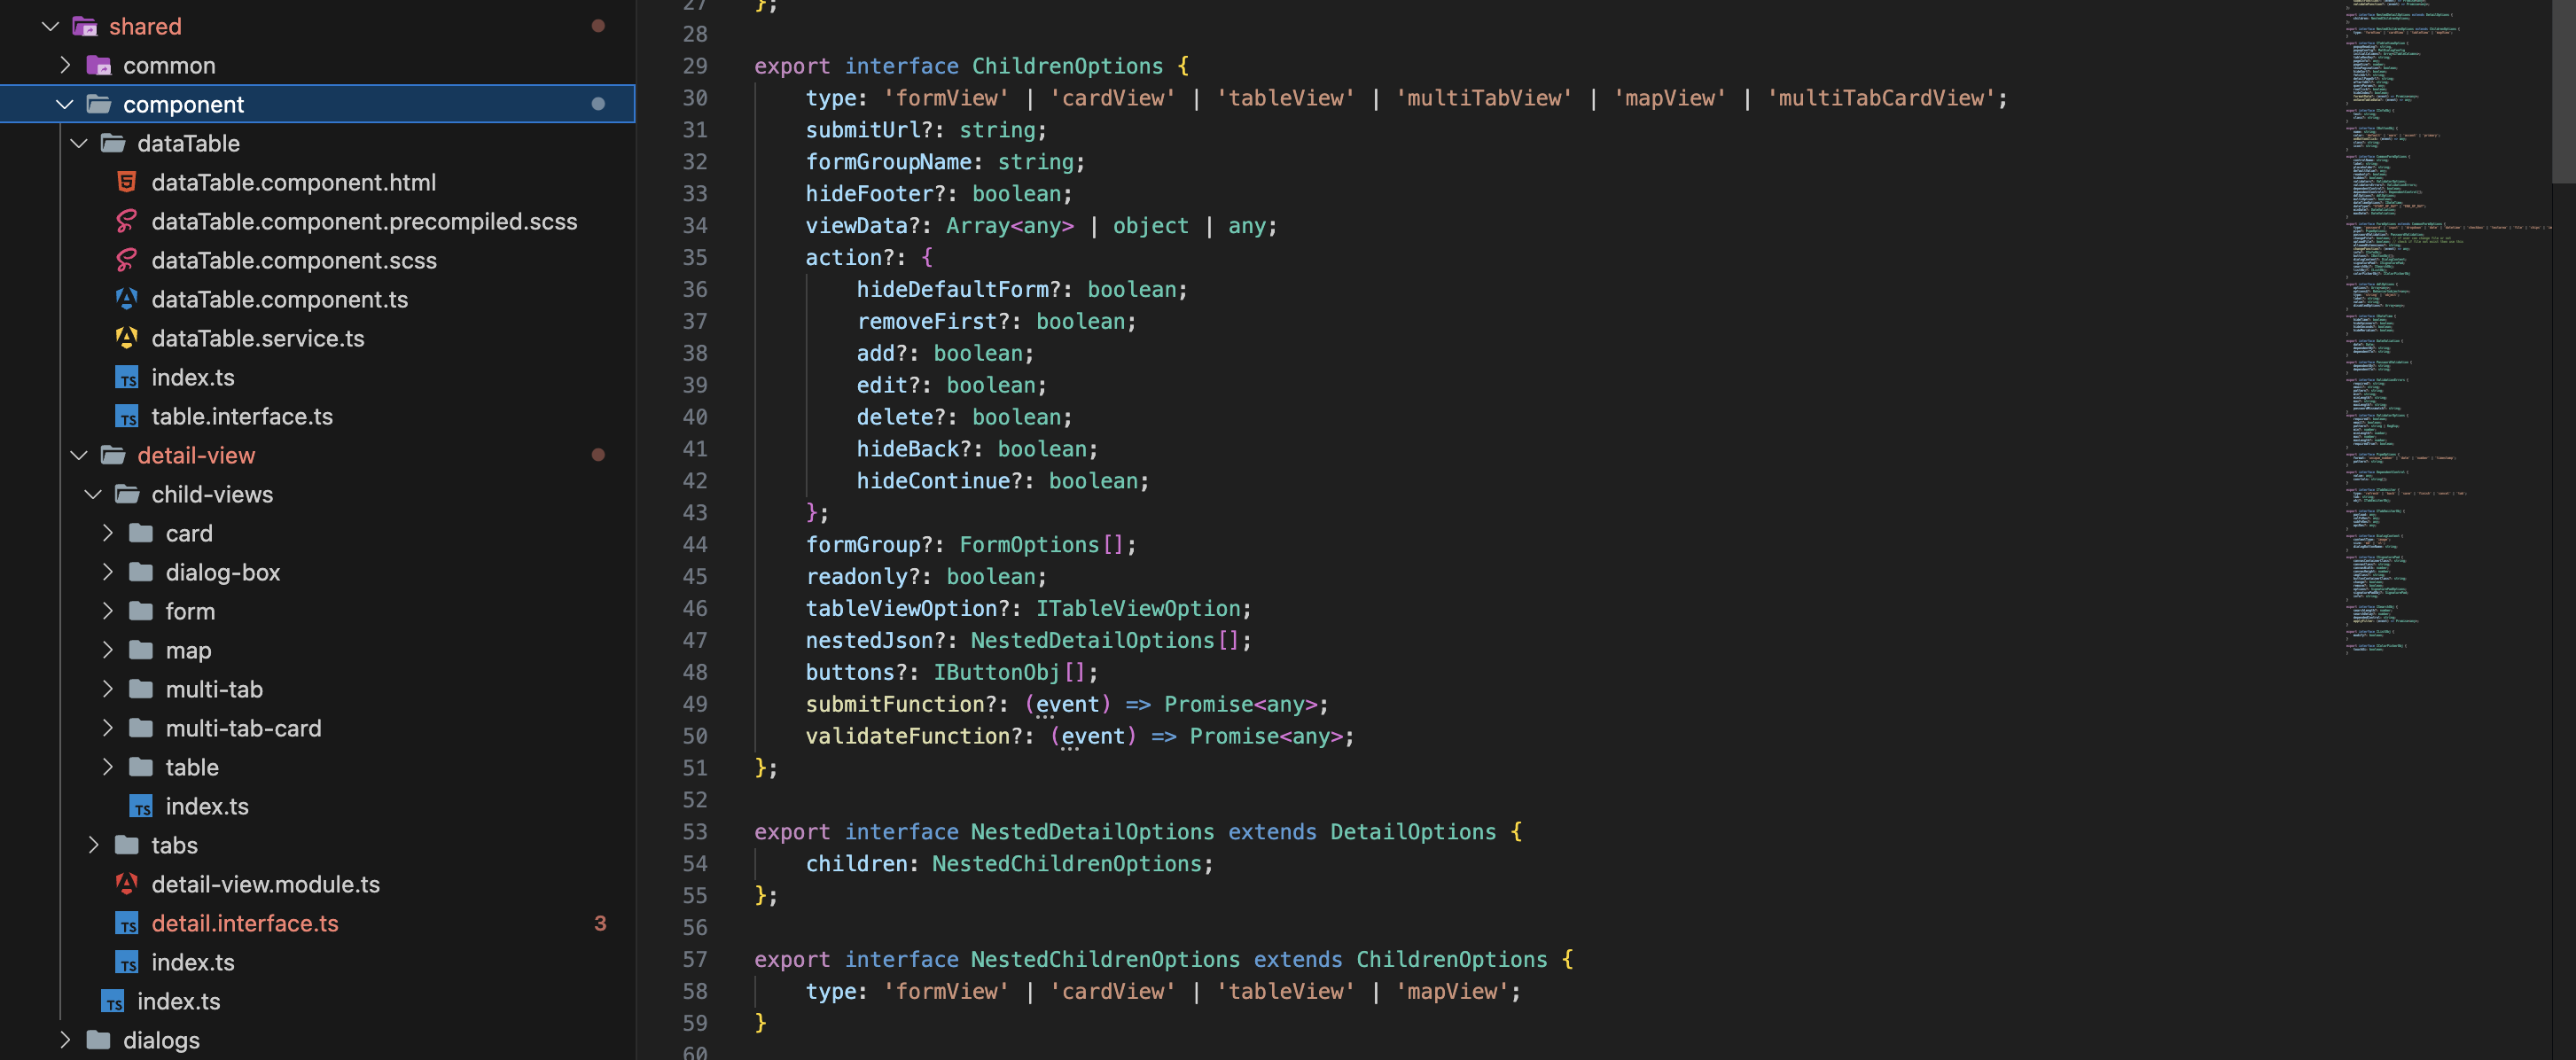 shared
common
component
dataTable
dataTable.component.html
dataTable.component.precompiled.scss
dataTable.component.scss
dataTable.component.ts
dataTable.service.ts
index.ts
table.interface.ts
detail-view
child-views
card
dialog-box
form
map
multi-tab
multi-tab-card
table
index.ts
tabs
detail-view.module.ts
detail.interface.ts 3
index.ts
index.ts
dialogs
27 };
28
29 export interface ChildrenOptions {
30 type: 'formView' | 'cardView' | 'tableView' | 'multiTabView' | 'mapView' | 'multiTabCardView';
31 submitUrl?: string;
32 formGroupName: string;
33 hideFooter?: boolean;
34 viewData?: Array<any> | object | any;
35 action?: {
36 hideDefaultForm?: boolean;
37 removeFirst?: boolean;
38 add?: boolean;
39 edit?: boolean;
40 delete?: boolean;
41 hideBack?: boolean;
42 hideContinue?: boolean;
43 };
44 formGroup?: FormOptions[];
45 readonly?: boolean;
46 tableViewOption?: ITableViewOption;
47 nestedJson?: NestedDetailOptions[];
48 buttons?: IButtonObj[];
49 submitFunction?: (event) => Promise<any>;
50 validateFunction?: (event) => Promise<any>;
51 };
52
53 export interface NestedDetailOptions extends DetailOptions {
54 children: NestedChildrenOptions;
55 };
56
57 export interface NestedChildrenOptions extends ChildrenOptions {
58 type: 'formView' | 'cardView' | 'tableView' | 'mapView';
59 }
60